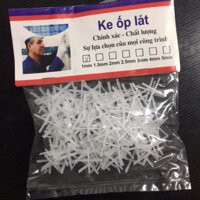 Ke ốp lát
Chính xác - Chất lượng
Sự lựa chọn của mọi công trình
1mm 1.5mm 2mm 2.5mm 3mm 4mm 5mm